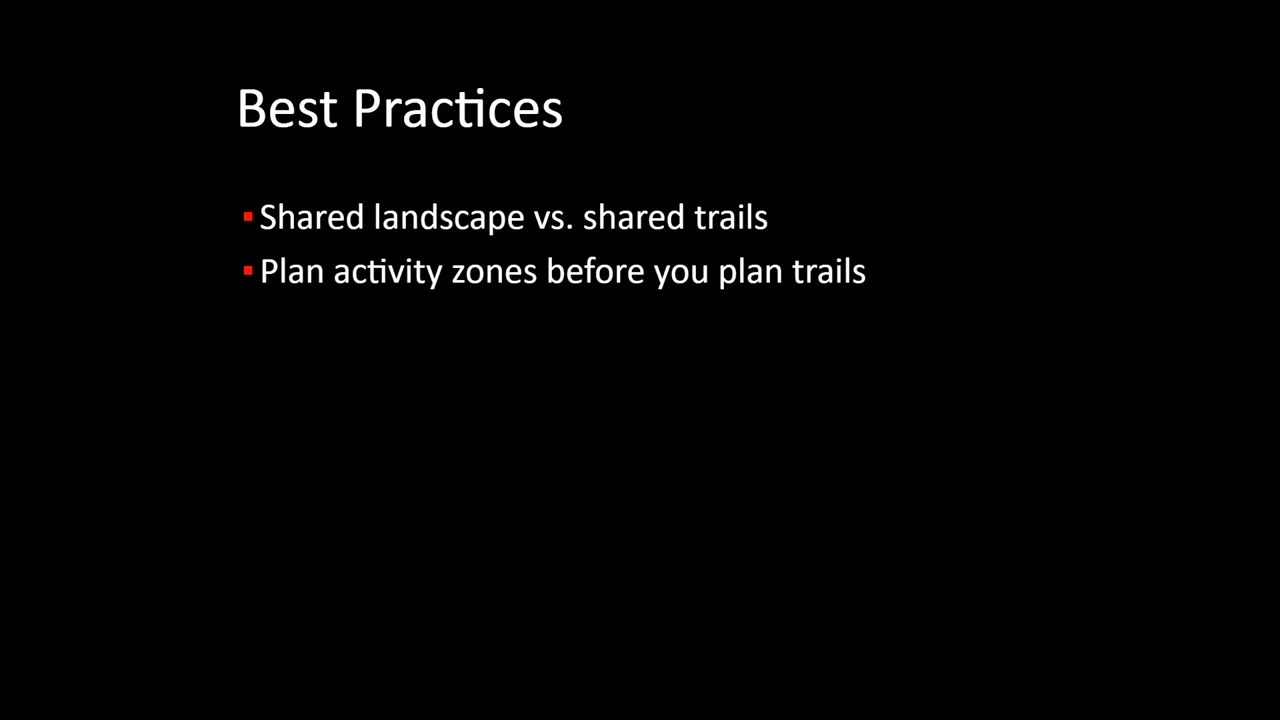 Best Practices
Shared landscape vs. shared trails
Plan activity zones before you plan trails